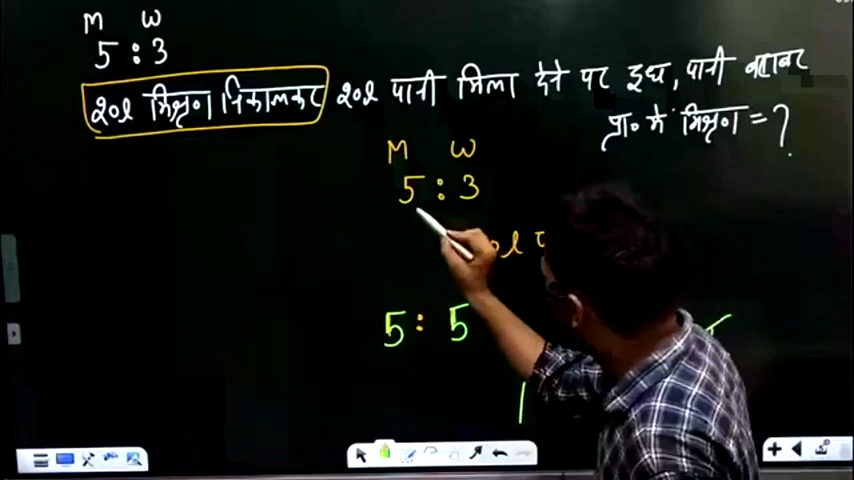 M W
5 : 3
20l मिश्रण निकालकर 20l पानी मिला देने पर दूध, पानी बराबर
प्रा० में मिश्रण = ?
M W
5 : 3
5 : 5